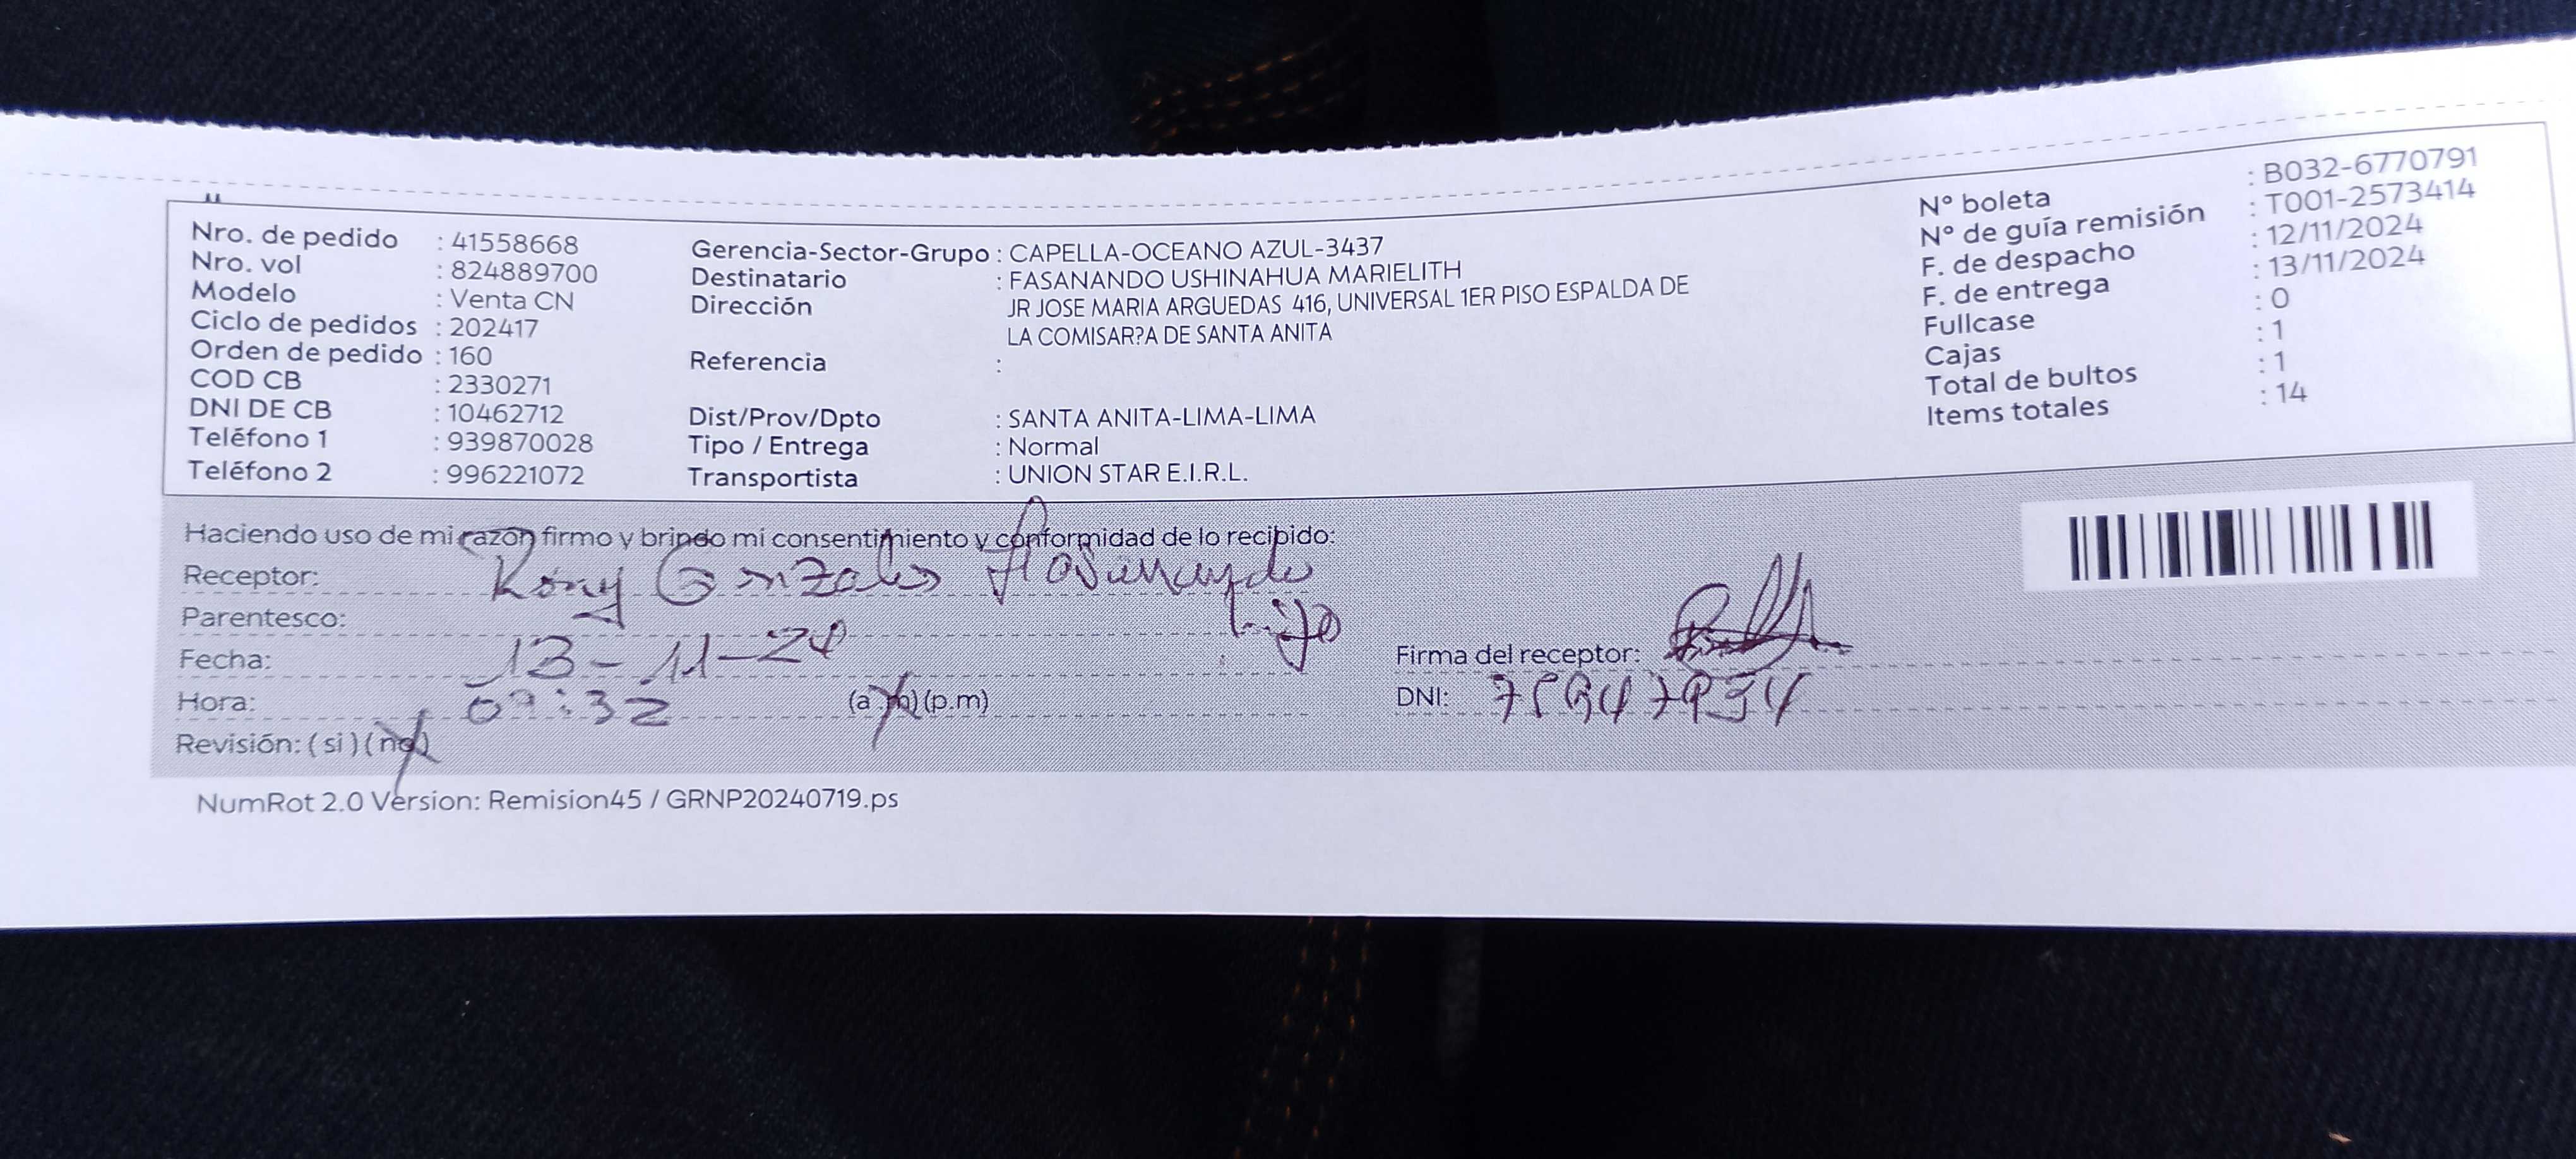 Nro. de pedido : 41558668
Nro. vol : 824889700
Modelo : Venta CN
Ciclo de pedidos : 202417
Orden de pedido : 160
COD CB : 2330271
DNI DE CB : 10462712
Teléfono 1 : 939870028
Teléfono 2 : 996221072
Gerencia-Sector-Grupo : CAPELLA-OCEANO AZUL-3437
Destinatario : FASANANDO USHINAHUA MARIELITH
Dirección JR JOSE MARIA ARGUEDAS 416, UNIVERSAL 1ER PISO ESPALDA DE
LA COMISAR?A DE SANTA ANITA
Referencia :
Dist/Prov/Dpto : SANTA ANITA-LIMA-LIMA
Tipo / Entrega : Normal
Transportista : UNION STAR E.I.R.L.
N° boleta : B032-6770791
N° de guía remisión : T001-2573414
F. de despacho : 12/11/2024
F. de entrega : 13/11/2024
Fullcase : 0
Cajas : 1
Total de bultos : 1
Items totales : 14
Haciendo uso de mi razón firmo y brindo mi consentimiento y conformidad de lo recibido:
Receptor: Rony Gonzales
Parentesco: hijo
Fecha: 13-11-24
Hora: 09:32 (a.m)(p.m)
Revisión: (si)(no)
Firma del receptor:
DNI:
NumRot 2.0 Version: Remision45 / GRNP20240719.ps